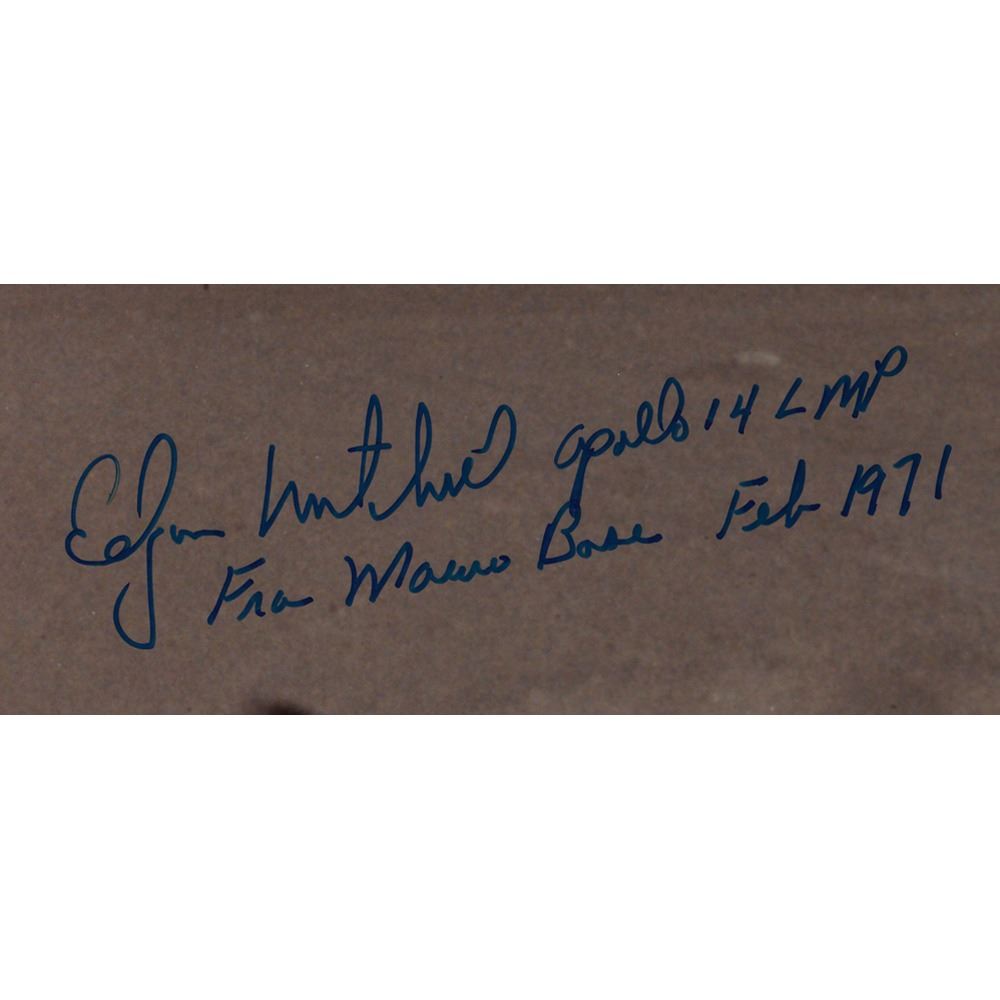 Edgar Mitchell Apollo 14 LMP
Fra Mauro Base Feb 1971